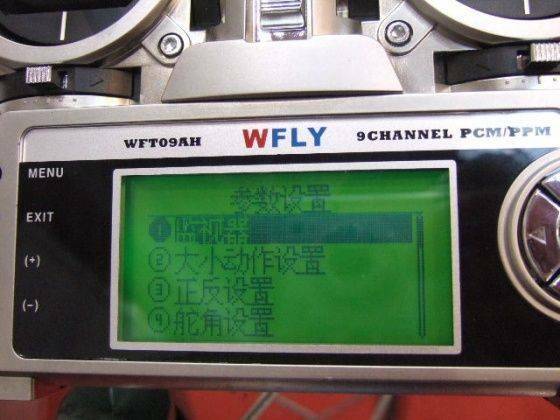 WFT09AH WFLY 9CHANNEL PCM/PPM
MENU
EXIT
(+)
(-)
参数设置
①监视器
②大小动作设置
③正反设置
④舵角设置